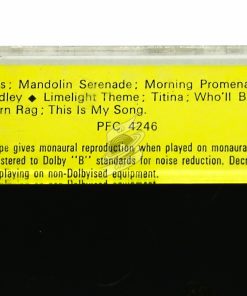 s; Mandolin Serenade; Morning Promena
dley ◆ Limelight Theme; Titina; Who'll B
rn Rag; This is My Song.
PFC 4246
pe gives monaural reproduction when played on monaura
stered to Dolby "B" standards for noise reduction. Decr
playing on non-Dolbyised equipment.